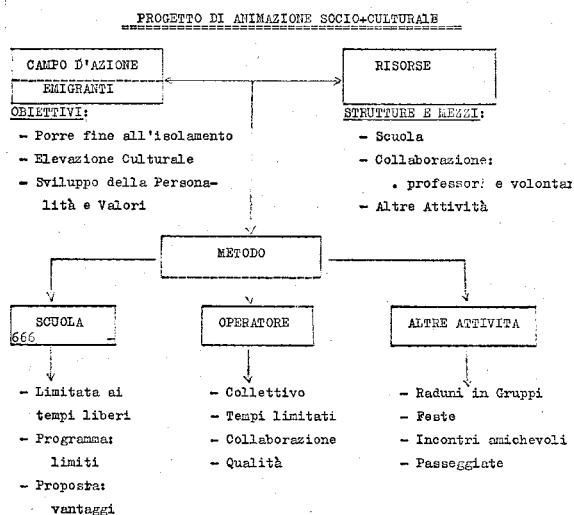 PROGETTO DI ANIMAZIONE SOCIO+CULTURAlE
CAMPO D'AZIONE
EMIGRANTI
RISORSE
OBIETTIVI:
- Porre fine all'isolamento
- Elevazione Culturale
- Sviluppo della Persona-
lità e Valori
STRUTTURE E MEZZI:
- Scuola
- Collaborazione:
. professori e volontar
- Altre Attività
METODO
SCUOLA
666
OPERATORE
ALTRE ATTIVITA
- Limitata ai
tempi liberi
- Programma:
limiti
- Proposta:
vantaggi
- Collettivo
- Tempi limitati
- Collaborazione
- Qualità
- Raduni in Gruppi
- Feste
- Incontri amichevoli
- Passeggiate